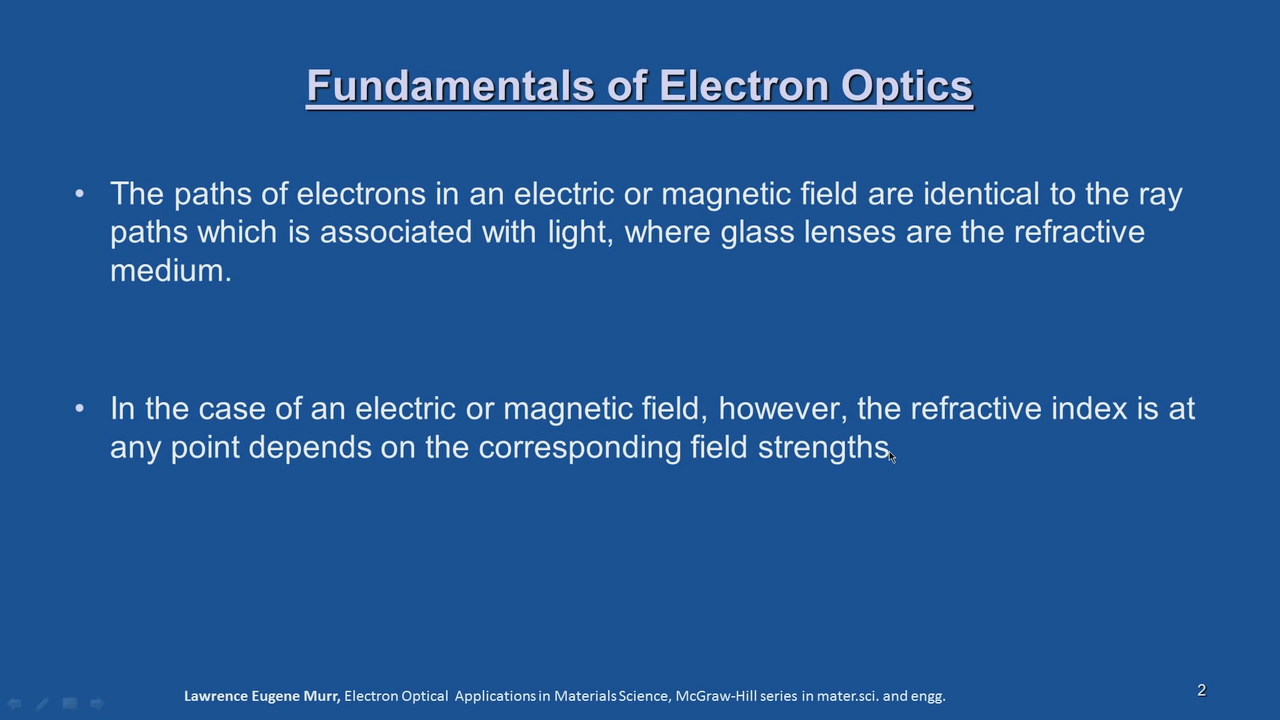 Fundamentals of Electron Optics
• The paths of electrons in an electric or magnetic field are identical to the ray
paths which is associated with light, where glass lenses are the refractive
medium.
• In the case of an electric or magnetic field, however, the refractive index is at
any point depends on the corresponding field strengths.
Lawrence Eugene Murr, Electron Optical Applications in Materials Science, McGraw-Hill series in mater.sci. and engg.
2